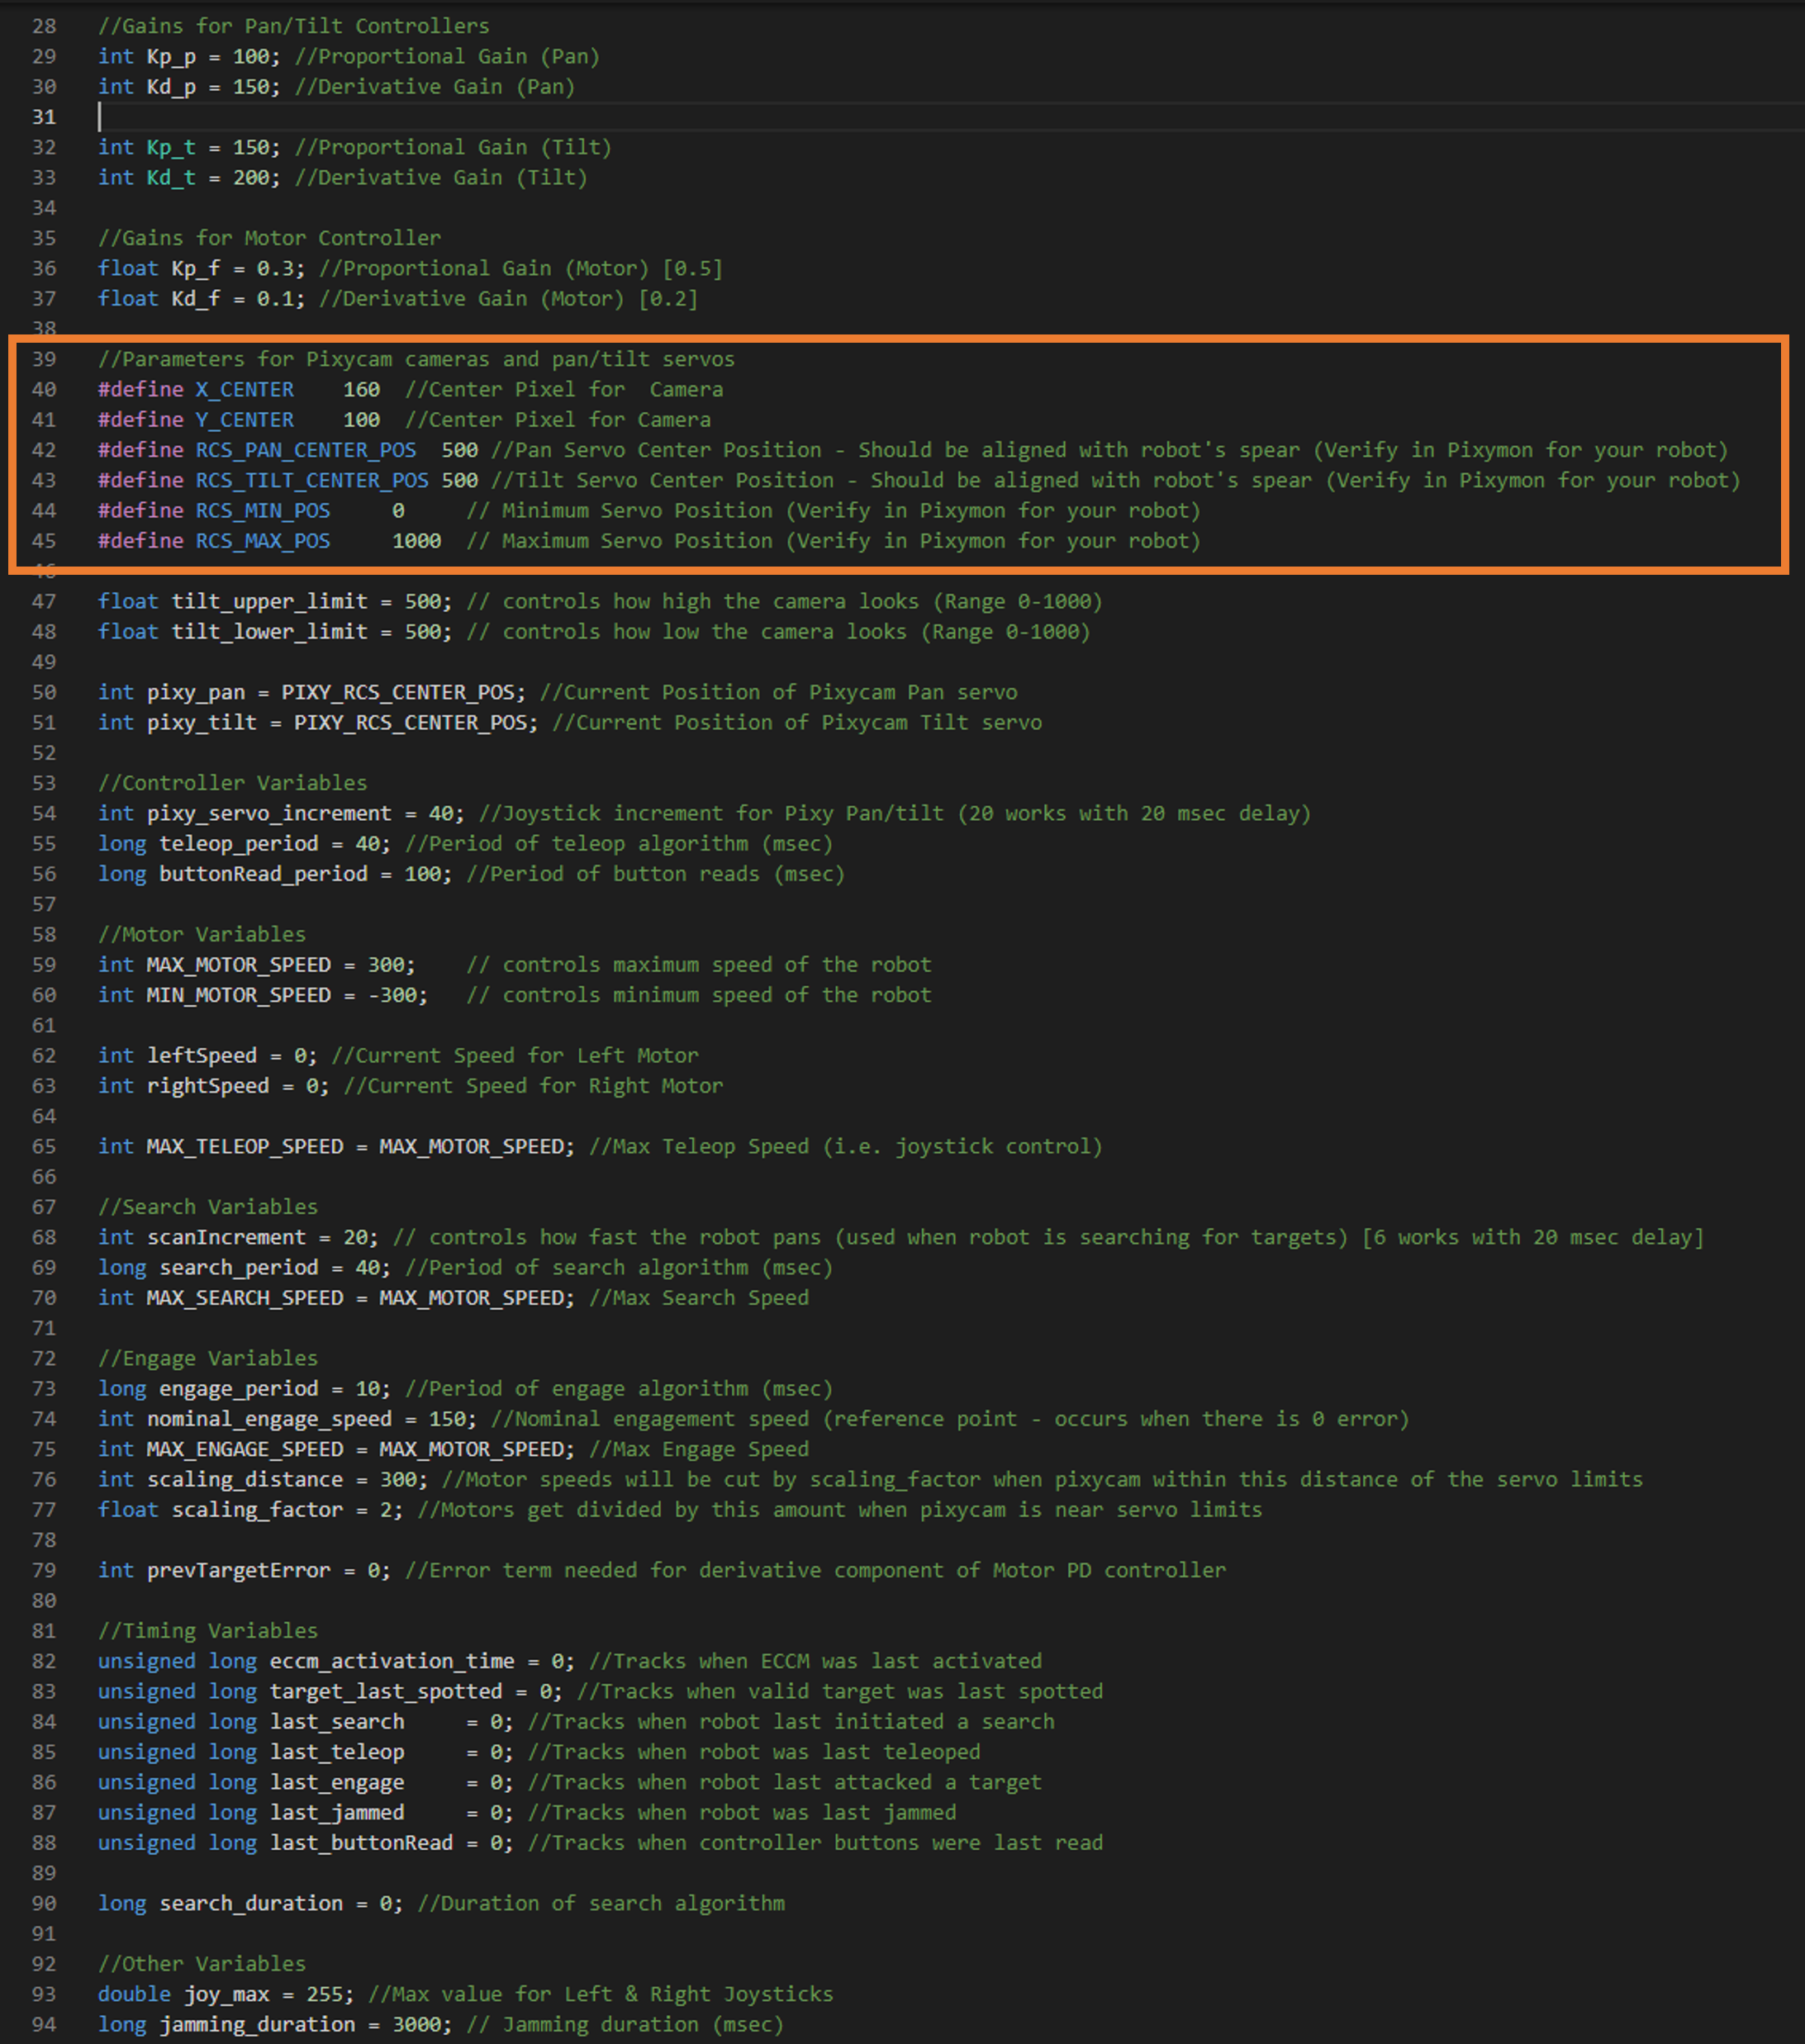 28 //Gains for Pan/Tilt Controllers
29 int Kp_p = 100; //Proportional Gain (Pan)
30 int Kd_p = 150; //Derivative Gain (Pan)
31
32 int Kp_t = 150; //Proportional Gain (Tilt)
33 int Kd_t = 200; //Derivative Gain (Tilt)
34
35 //Gains for Motor Controller
36 float Kp_f = 0.3; //Proportional Gain (Motor) [0.5]
37 float Kd_f = 0.1; //Derivative Gain (Motor) [0.2]
38
39 //Parameters for Pixycam cameras and pan/tilt servos
40 #define X_CENTER    160  //Center Pixel for  Camera
41 #define Y_CENTER    100  //Center Pixel for Camera
42 #define RCS_PAN_CENTER_POS  500 //Pan Servo Center Position - Should be aligned with robot's spear (Verify in Pixymon for your robot)
43 #define RCS_TILT_CENTER_POS 500 //Tilt Servo Center Position - Should be aligned with robot's spear (Verify in Pixymon for your robot)
44 #define RCS_MIN_POS     0     // Minimum Servo Position (Verify in Pixymon for your robot)
45 #define RCS_MAX_POS     1000  // Maximum Servo Position (Verify in Pixymon for your robot)
46
47 float tilt_upper_limit = 500; // controls how high the camera looks (Range 0-1000)
48 float tilt_lower_limit = 500; // controls how low the camera looks (Range 0-1000)
49
50 int pixy_pan = PIXY_RCS_CENTER_POS; //Current Position of Pixycam Pan servo
51 int pixy_tilt = PIXY_RCS_CENTER_POS; //Current Position of Pixycam Tilt servo
52
53 //Controller Variables
54 int pixy_servo_increment = 40; //Joystick increment for Pixy Pan/tilt (20 works with 20 msec delay)
55 long teleop_period = 40; //Period of teleop algorithm (msec)
56 long buttonRead_period = 100; //Period of button reads (msec)
57
58 //Motor Variables
59 int MAX_MOTOR_SPEED = 300;    // controls maximum speed of the robot
60 int MIN_MOTOR_SPEED = -300;   // controls minimum speed of the robot
61
62 int leftSpeed = 0; //Current Speed for Left Motor
63 int rightSpeed = 0; //Current Speed for Right Motor
64
65 int MAX_TELEOP_SPEED = MAX_MOTOR_SPEED; //Max Teleop Speed (i.e. joystick control)
66
67 //Search Variables
68 int scanIncrement = 20; // controls how fast the robot pans (used when robot is searching for targets) [6 works with 20 msec delay]
69 long search_period = 40; //Period of search algorithm (msec)
70 int MAX_SEARCH_SPEED = MAX_MOTOR_SPEED; //Max Search Speed
71
72 //Engage Variables
73 long engage_period = 10; //Period of engage algorithm (msec)
74 int nominal_engage_speed = 150; //Nominal engagement speed (reference point - occurs when there is 0 error)
75 int MAX_ENGAGE_SPEED = MAX_MOTOR_SPEED; //Max Engage Speed
76 int scaling_distance = 300; //Motor speeds will be cut by scaling_factor when pixycam within this distance of the servo limits
77 float scaling_factor = 2; //Motors get divided by this amount when pixycam is near servo limits
78
79 int prevTargetError = 0; //Error term needed for derivative component of Motor PD controller
80
81 //Timing Variables
82 unsigned long eccm_activation_time = 0; //Tracks when ECCM was last activated
83 unsigned long target_last_spotted = 0; //Tracks when valid target was last spotted
84 unsigned long last_search     = 0; //Tracks when robot last initiated a search
85 unsigned long last_teleop     = 0; //Tracks when robot was last teleoped
86 unsigned long last_engage     = 0; //Tracks when robot last attacked a target
87 unsigned long last_jammed     = 0; //Tracks when robot was last jammed
88 unsigned long last_buttonRead = 0; //Tracks when controller buttons were last read
89
90 long search_duration = 0; //Duration of search algorithm
91
92 //Other Variables
93 double joy_max = 255; //Max value for Left & Right Joysticks
94 long jamming_duration = 3000; // Jamming duration (msec)